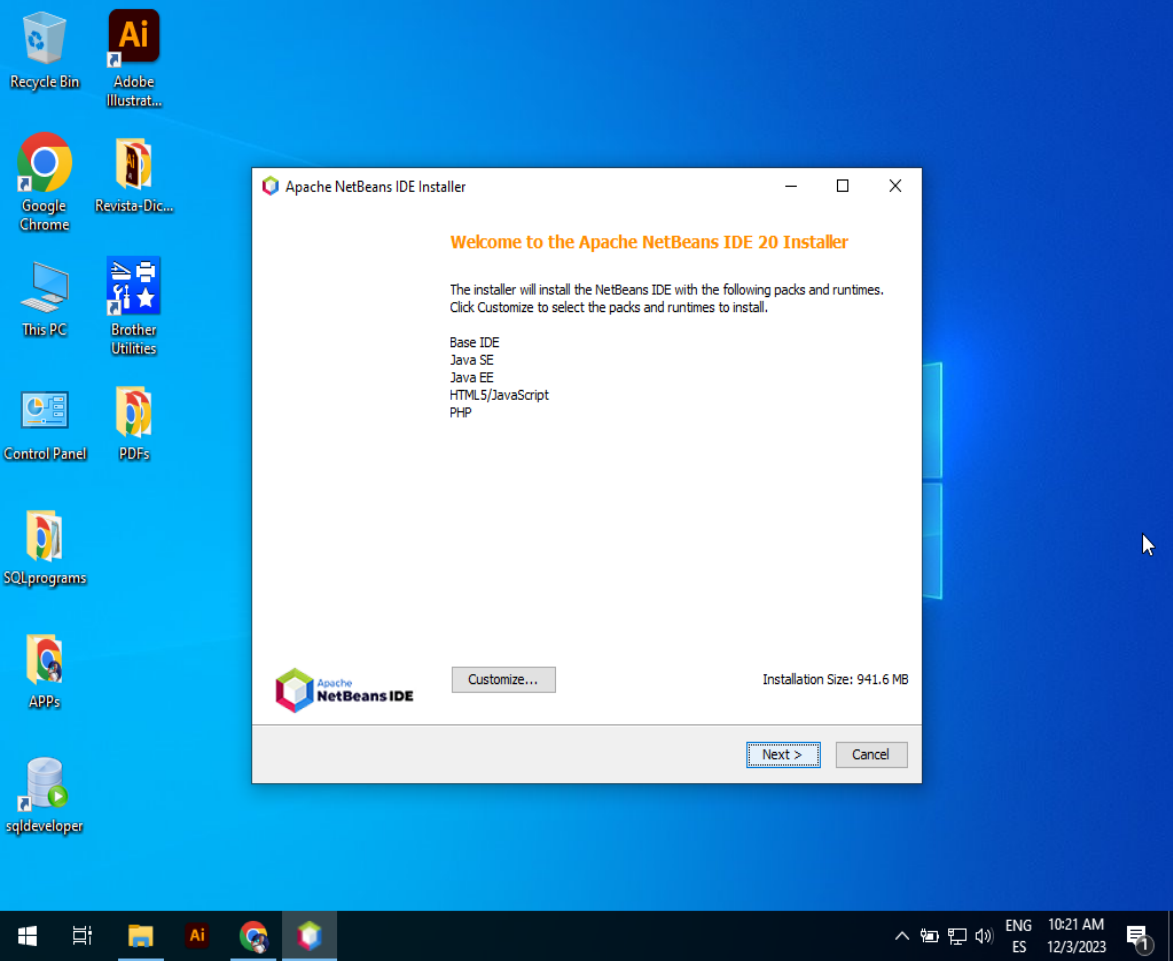 Recycle Bin
Ai
Adobe
Illustrat...
Google
Chrome
Revista-Dic...
This PC
Brother
Utilities
Control Panel
PDFs
SQLprograms
APPs
sqldeveloper
Apache NetBeans IDE Installer
Welcome to the Apache NetBeans IDE 20 Installer
The installer will install the NetBeans IDE with the following packs and runtimes.
Click Customize to select the packs and runtimes to install.
Base IDE
Java SE
Java EE
HTML5/JavaScript
PHP
Apache
NetBeans IDE
Customize...
Installation Size: 941.6 MB
Next >
Cancel
Ai
ENG
ES
10:21 AM
12/3/2023
1